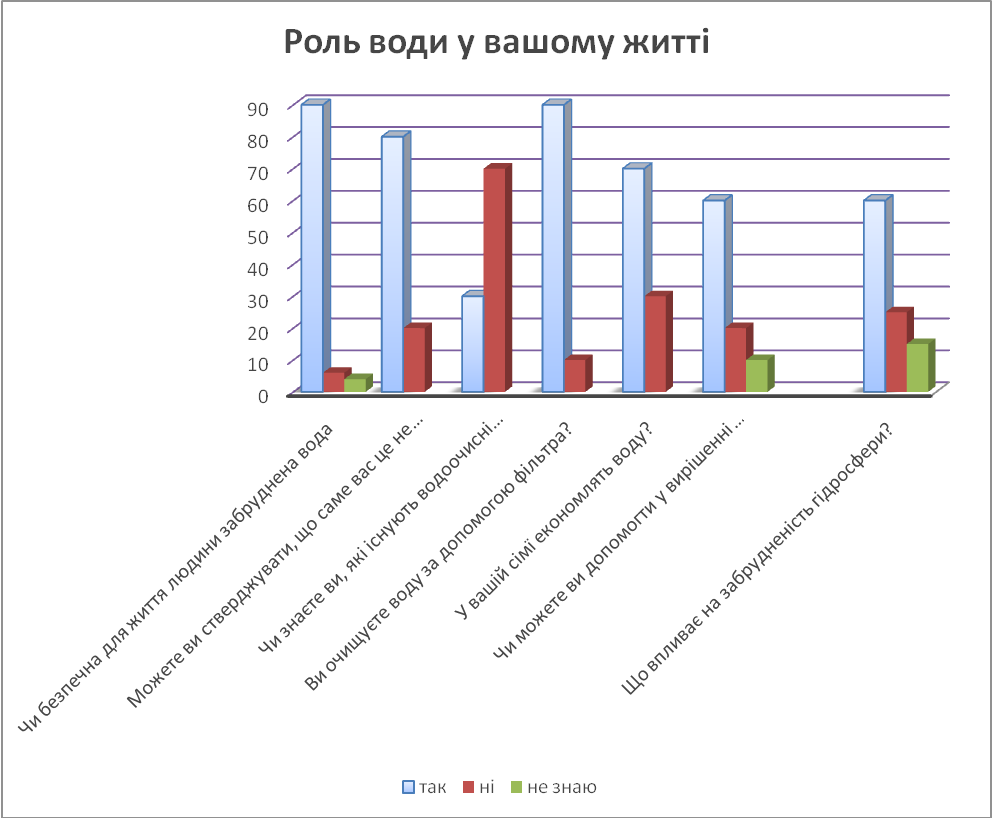 Роль води у вашому житті
90
80
70
60
50
40
30
20
10
0
Чи безпечна для життя людини забруднена вода
Можете ви стверджувати, що саме вас це не...
Чи знаєте ви, які існують водоочисні...
Ви очищуєте воду за допомогою фільтра?
У вашій сімі економлять воду?
Чи можете ви допомогти у вирішенні ...
Що впливає на забрудненість гідросфери?
так
ні
не знаю